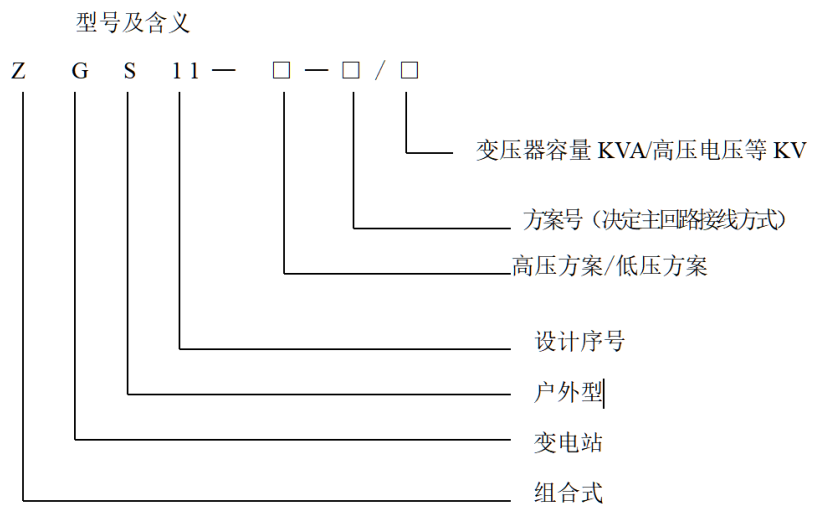 型号及含义
Z G S 11 — □ — □ / □
变压器容量 KVA/高压电压等 KV
方案号（决定主回路接线方式）
高压方案/低压方案
设计序号
户外型
变电站
组合式